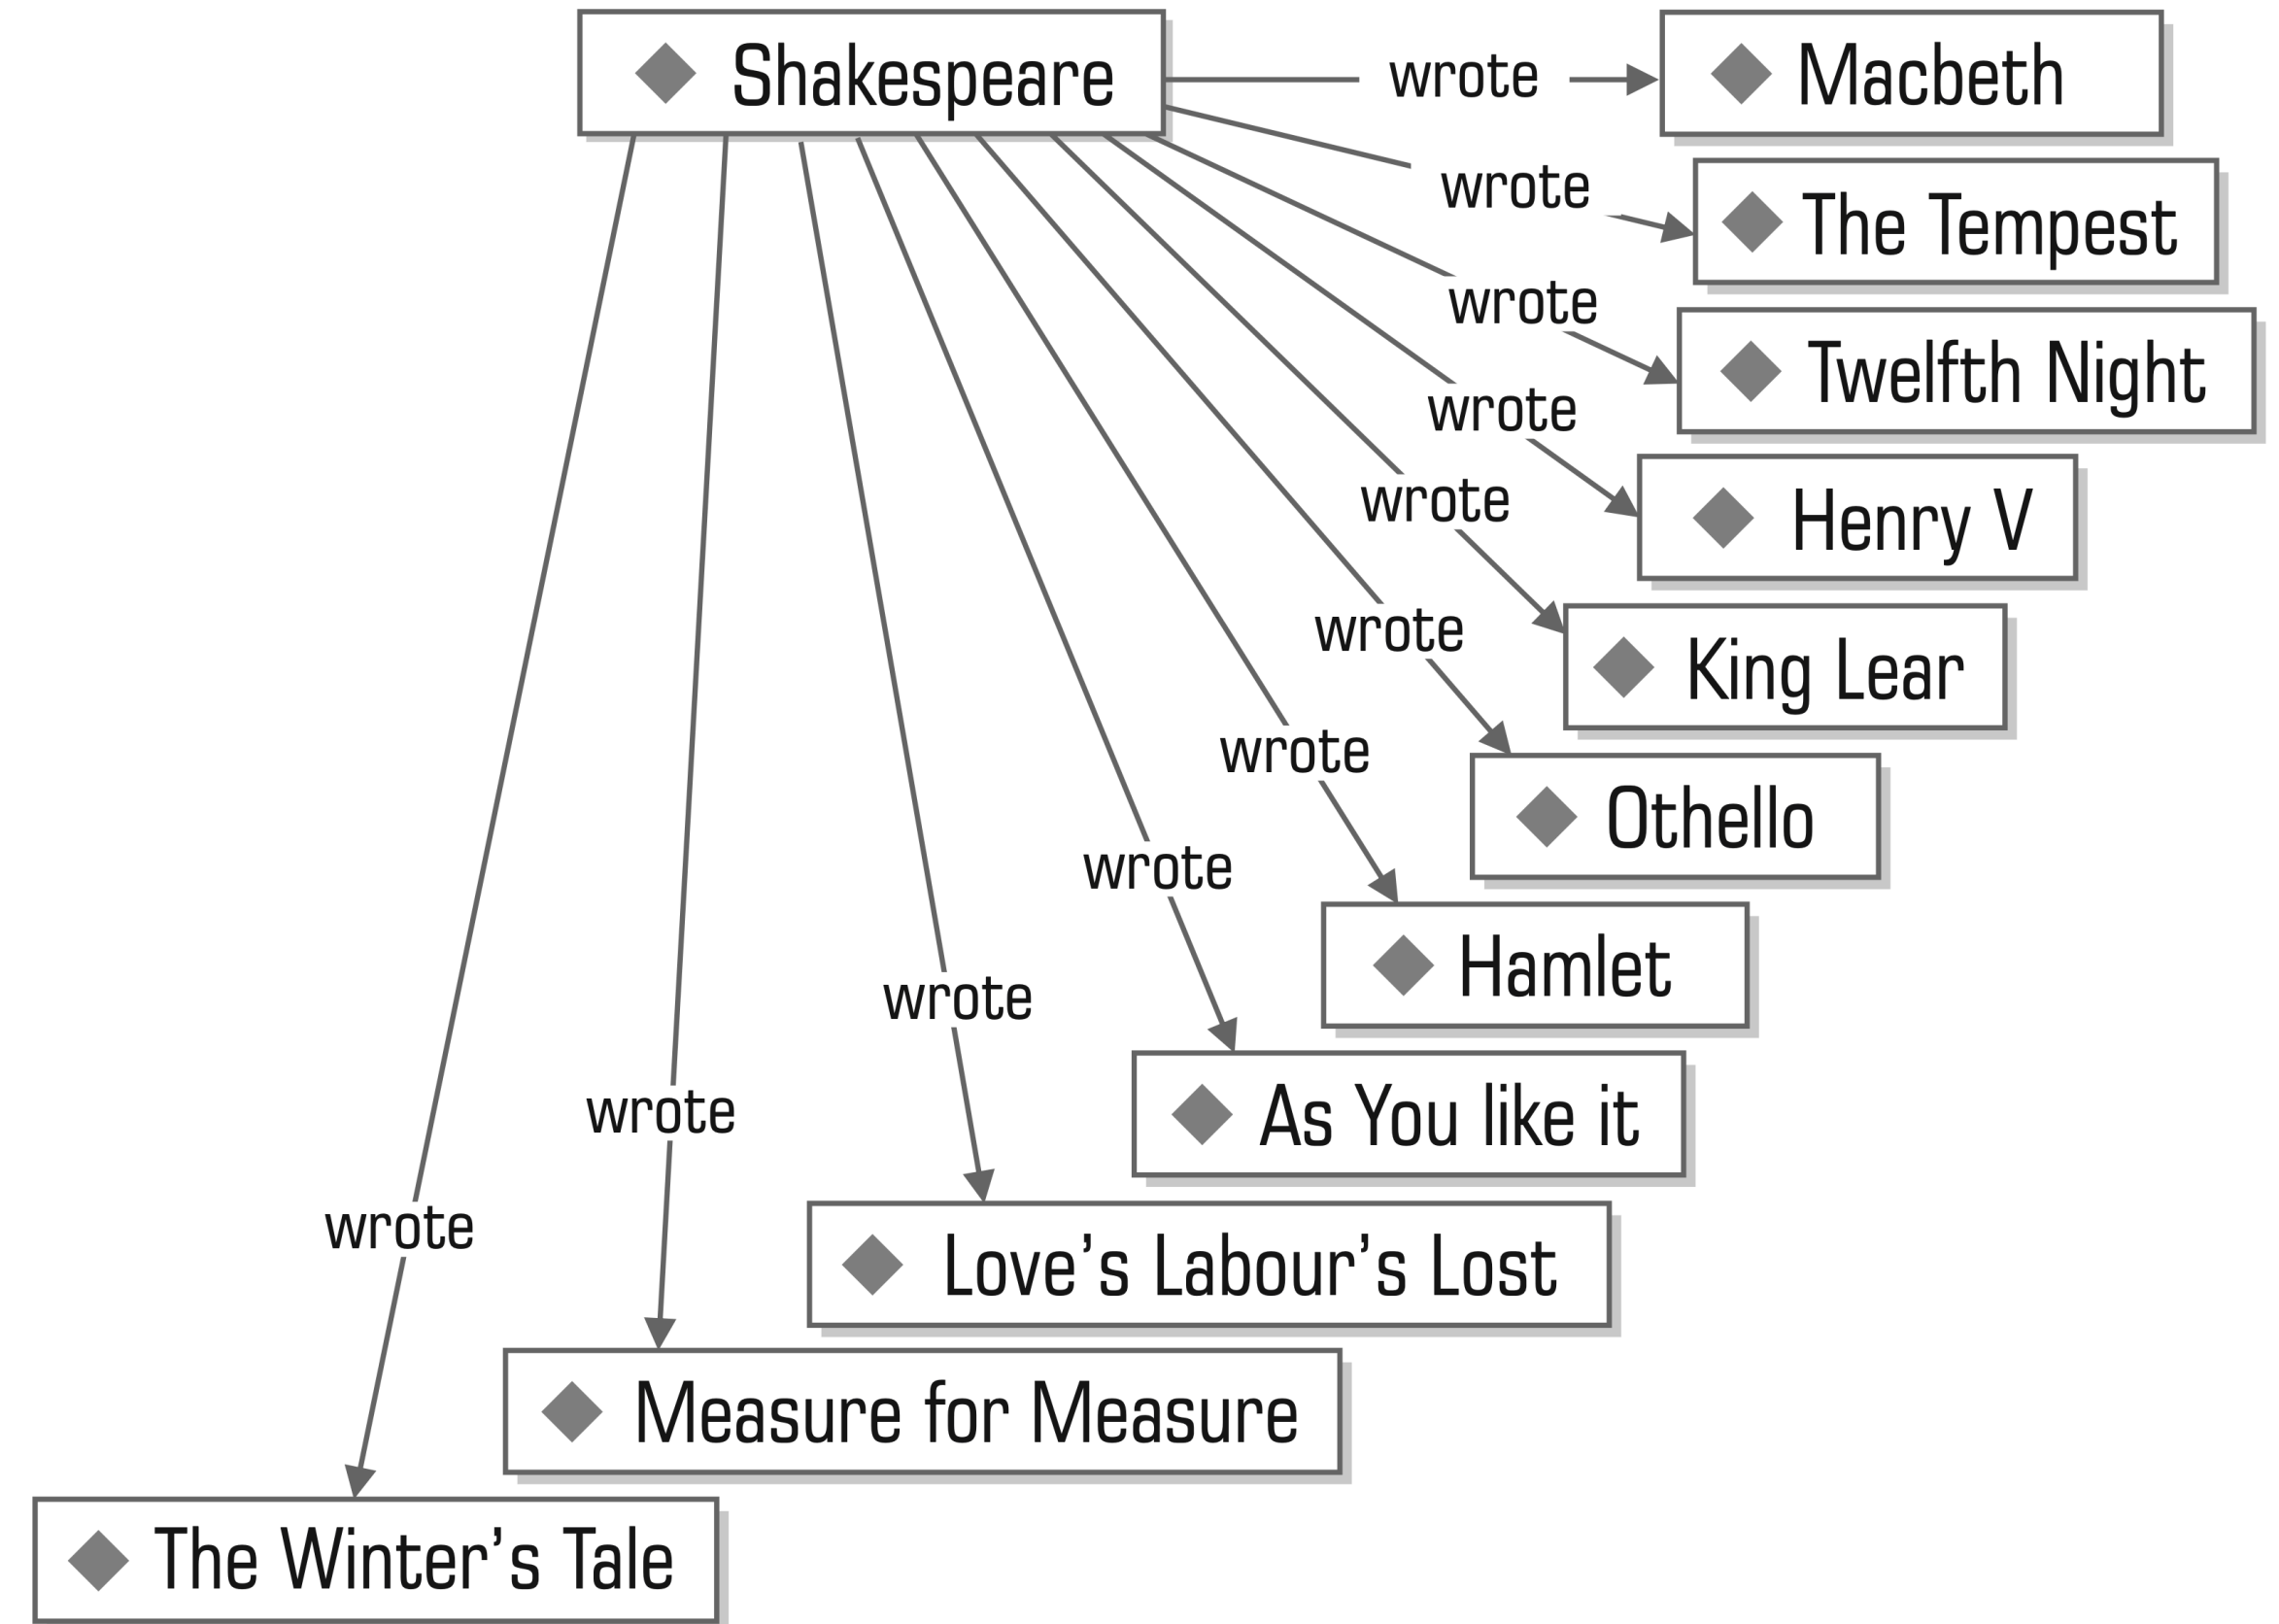 Shakespeare
wrote
Macbeth
wrote
The Tempest
wrote
Twelfth Night
wrote
Henry V
wrote
King Lear
wrote
Othello
wrote
Hamlet
wrote
As You like it
wrote
Love’s Labour’s Lost
wrote
Measure for Measure
wrote
The Winter’s Tale